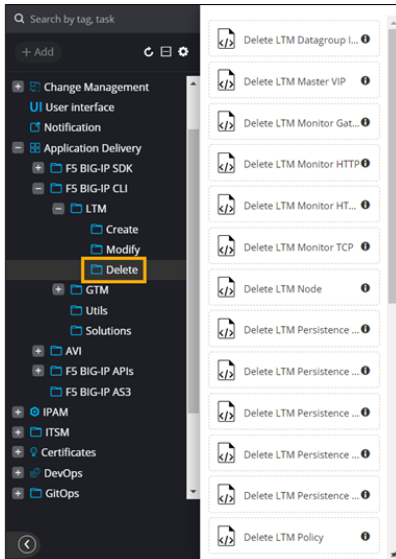 Search by tag, task
+ Add
Change Management
UI User interface
Notification
Application Delivery
F5 BIG-IP SDK
F5 BIG-IP CLI
LTM
Create
Modify
Delete
GTM
Utils
Solutions
AVI
F5 BIG-IP APIs
F5 BIG-IP AS3
IPAM
ITSM
Certificates
DevOps
GitOps
Delete LTM Datagroup I...
Delete LTM Master VIP
Delete LTM Monitor Gat...
Delete LTM Monitor HTTP
Delete LTM Monitor HT...
Delete LTM Monitor TCP
Delete LTM Node
Delete LTM Persistence ...
Delete LTM Persistence ...
Delete LTM Persistence ...
Delete LTM Persistence ...
Delete LTM Persistence ...
Delete LTM Policy